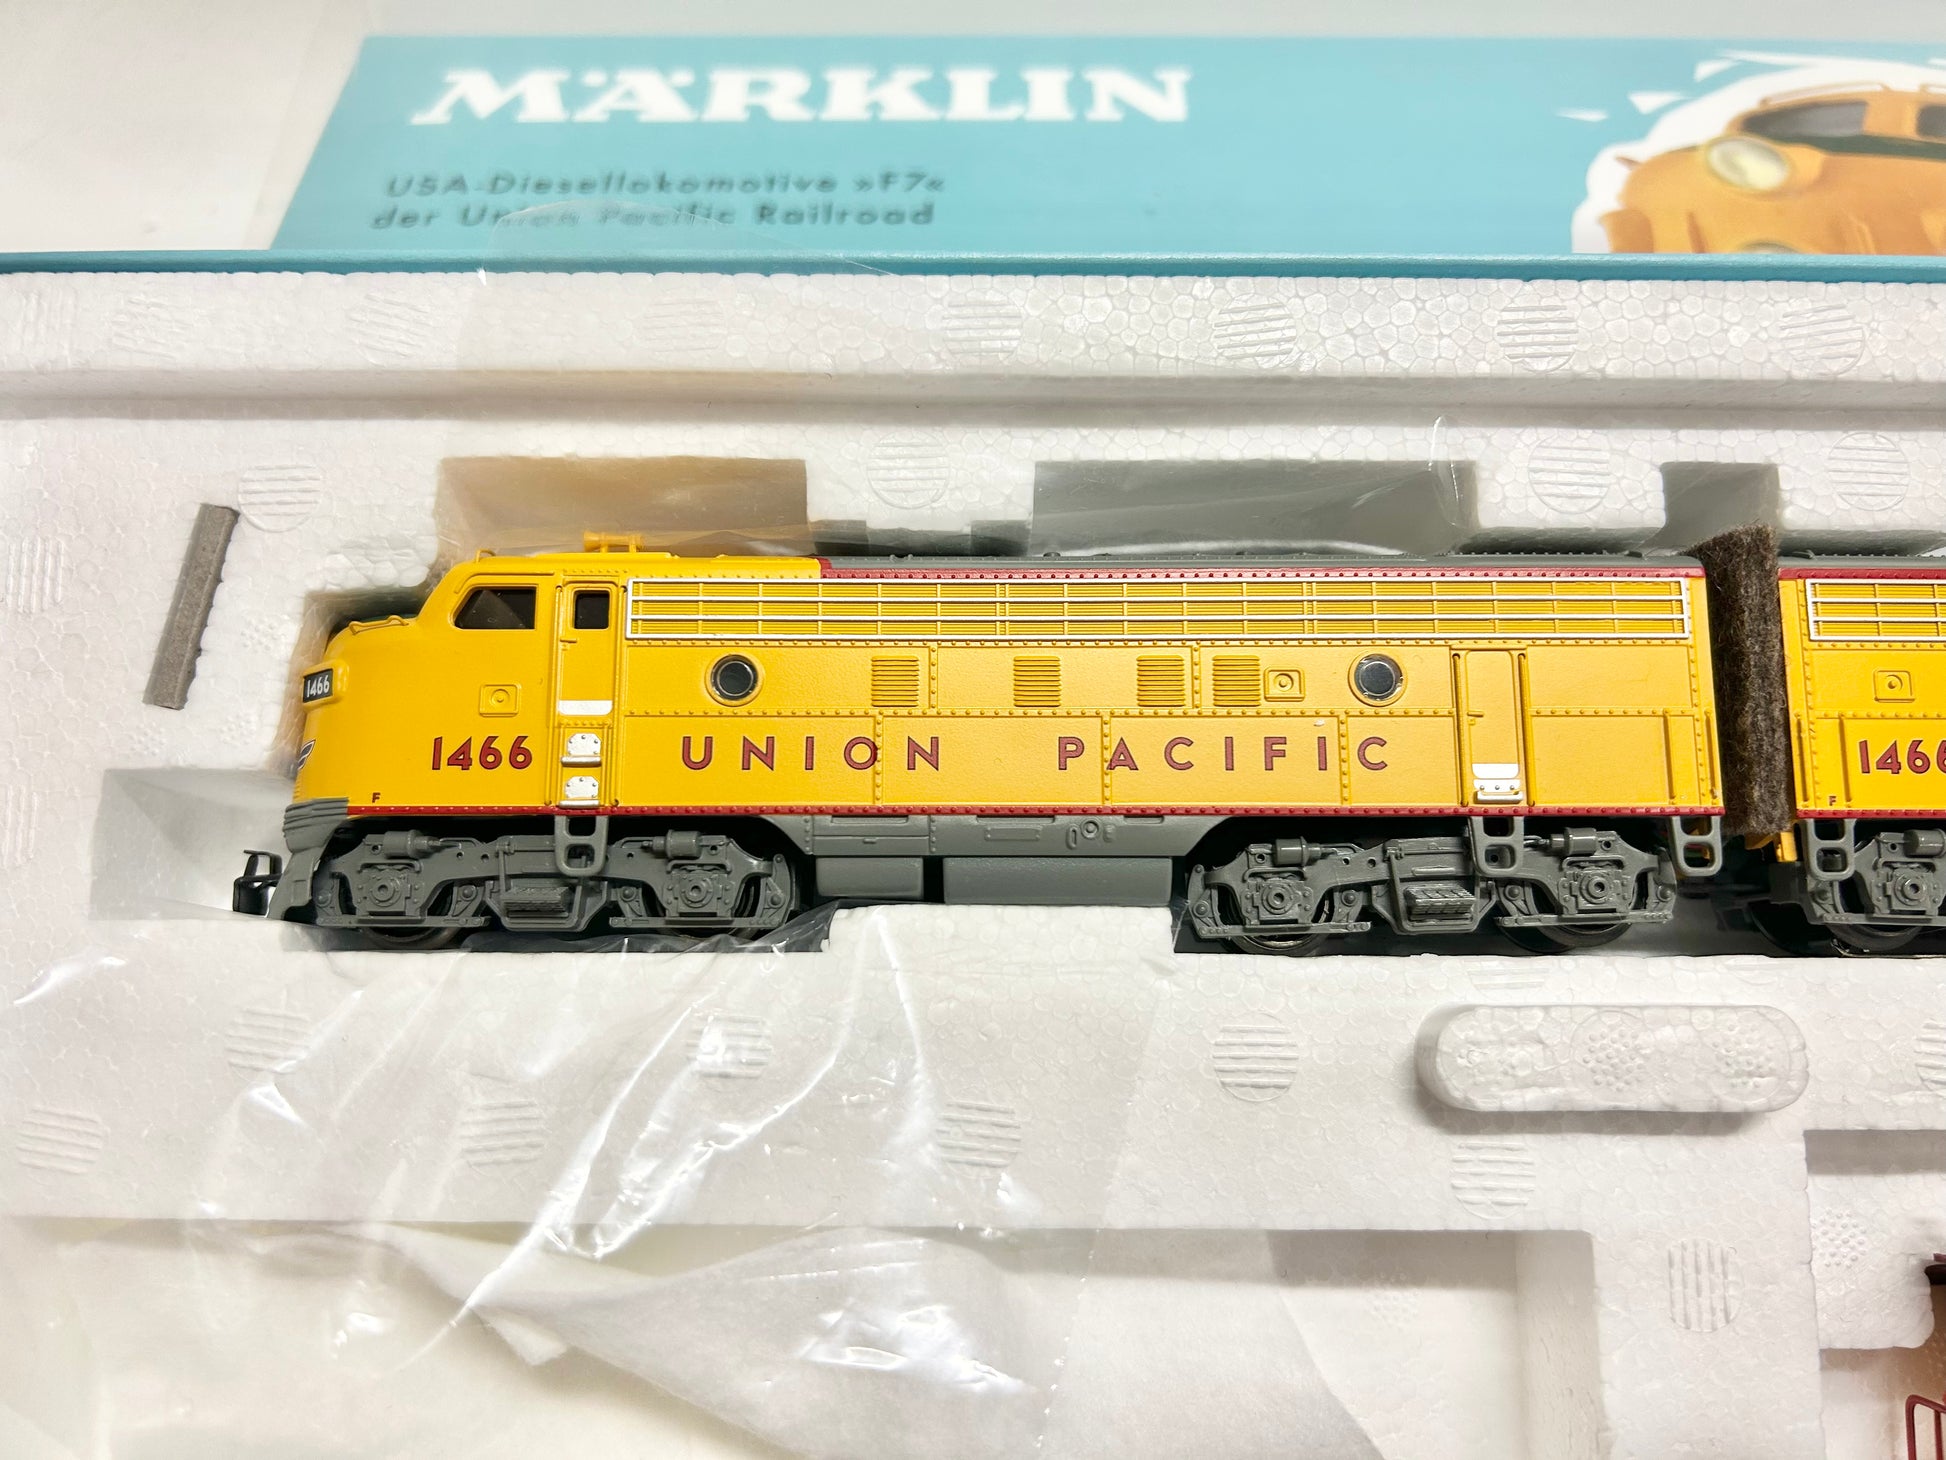 MÄRKLIN
USA-Diesellokomotive »F7«
der Union Pacific Railroad
1466
1466
UNION PACIFIC
F
1466
F